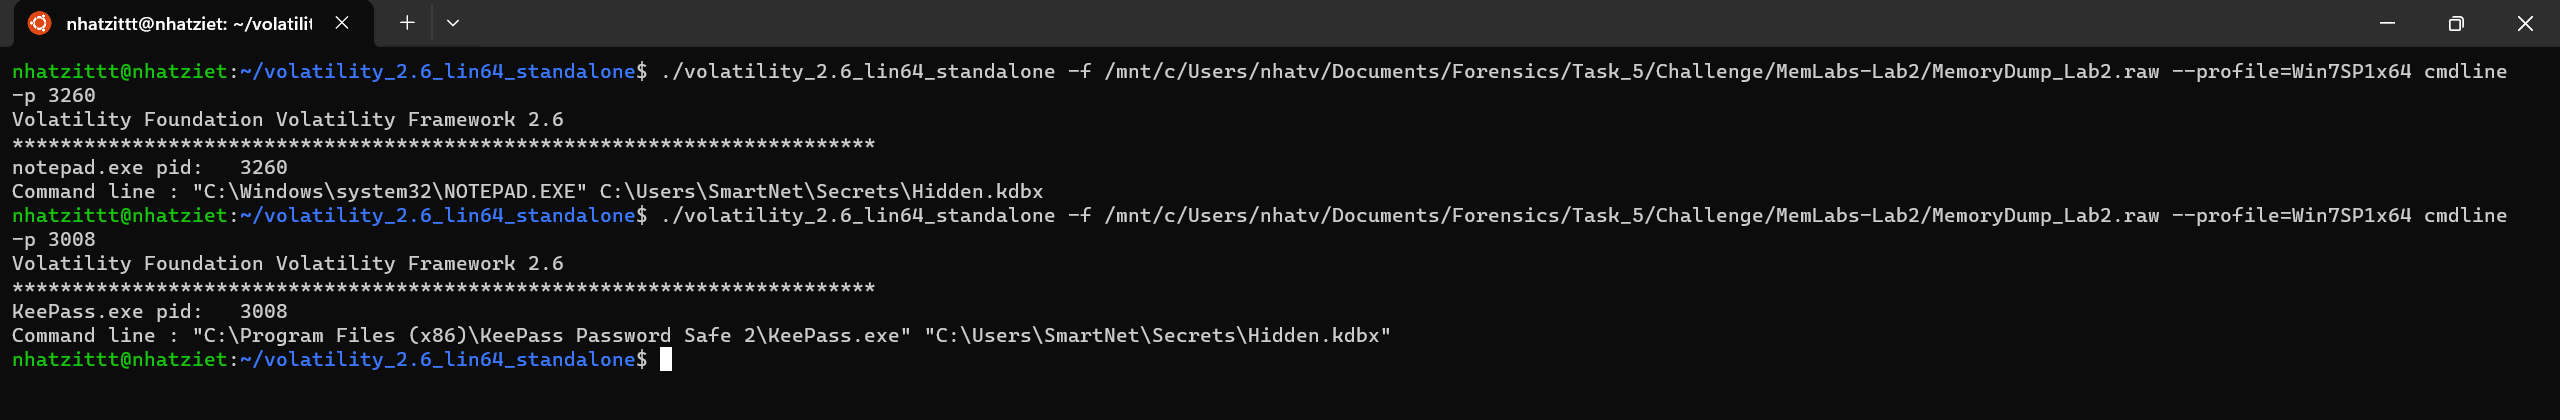 nhatzittt@nhatziet: ~/volatilit
nhatzittt@nhatziet:~/volatility_2.6_lin64_standalone$ ./volatility_2.6_lin64_standalone -f /mnt/c/Users/nhatv/Documents/Forensics/Task_5/Challenge/MemLabs-Lab2/MemoryDump_Lab2.raw --profile=Win7SP1x64 cmdline
-p 3260
Volatility Foundation Volatility Framework 2.6
************************************************************************
notepad.exe pid:   3260
Command line : "C:\Windows\system32\NOTEPAD.EXE" C:\Users\SmartNet\Secrets\Hidden.kdbx
nhatzittt@nhatziet:~/volatility_2.6_lin64_standalone$ ./volatility_2.6_lin64_standalone -f /mnt/c/Users/nhatv/Documents/Forensics/Task_5/Challenge/MemLabs-Lab2/MemoryDump_Lab2.raw --profile=Win7SP1x64 cmdline
-p 3008
Volatility Foundation Volatility Framework 2.6
************************************************************************
KeePass.exe pid:   3008
Command line : "C:\Program Files (x86)\KeePass Password Safe 2\KeePass.exe" "C:\Users\SmartNet\Secrets\Hidden.kdbx"
nhatzittt@nhatziet:~/volatility_2.6_lin64_standalone$